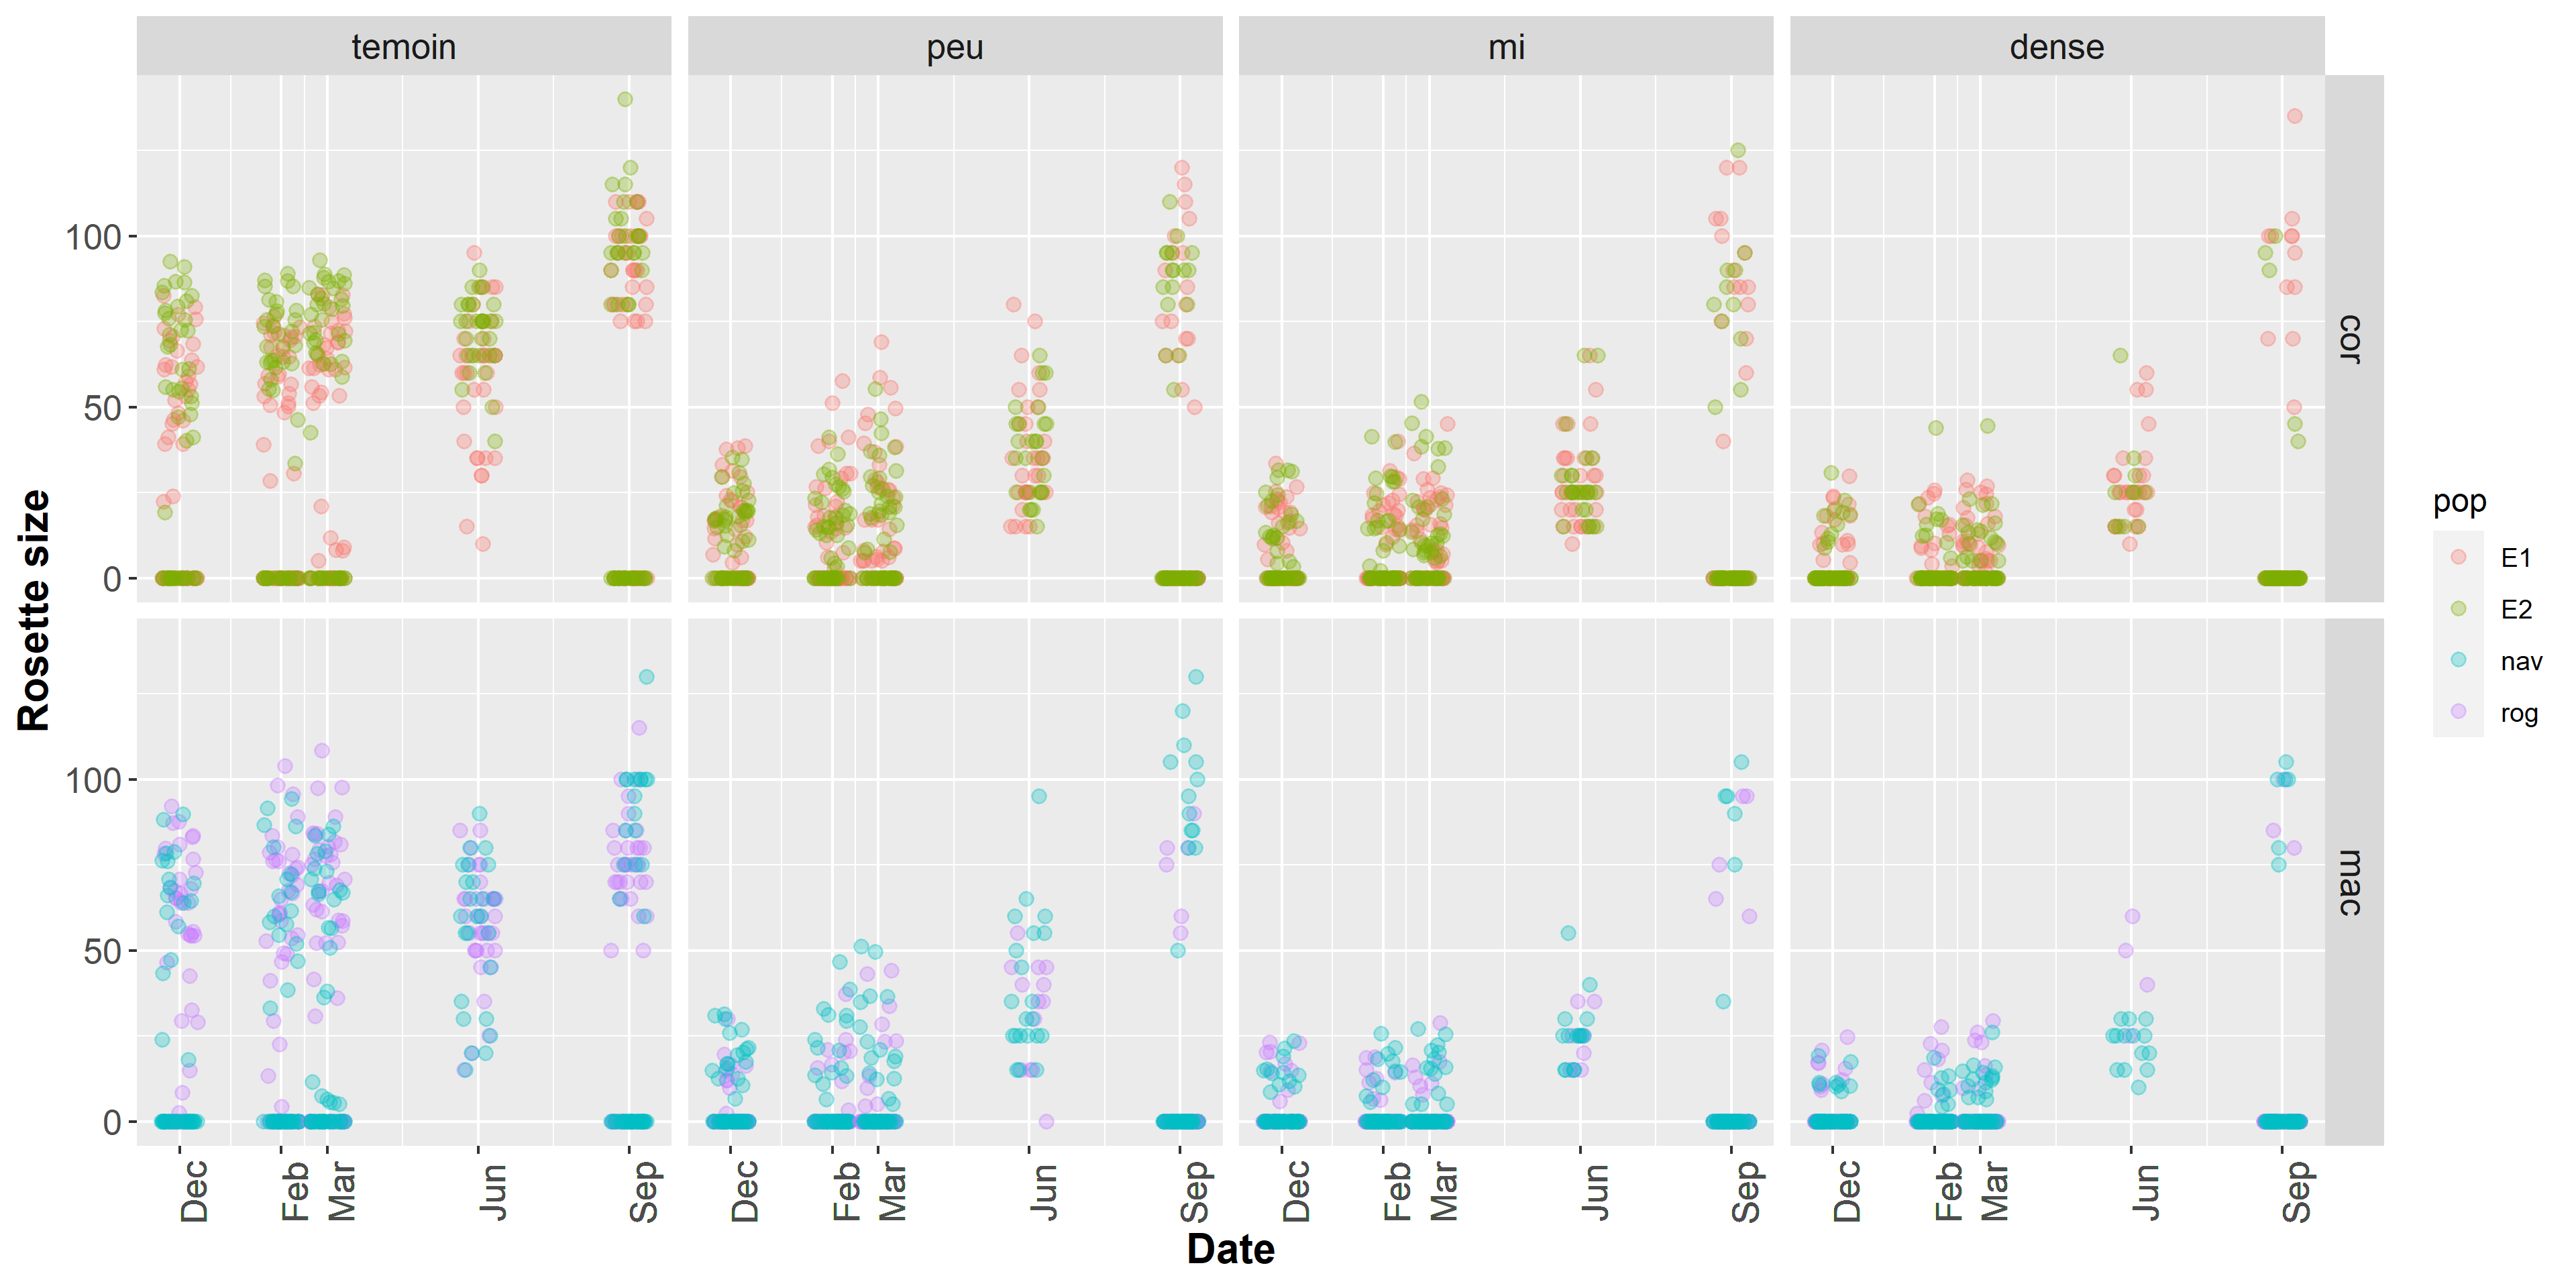 temoin peu mi dense
Rosette size
100
50
0
cor
100
50
0
mac
Dec Feb Mar Jun Sep Dec Feb Mar Jun Sep Dec Feb Mar Jun Sep Dec Feb Mar Jun Sep
Date
pop
E1
E2
nav
rog